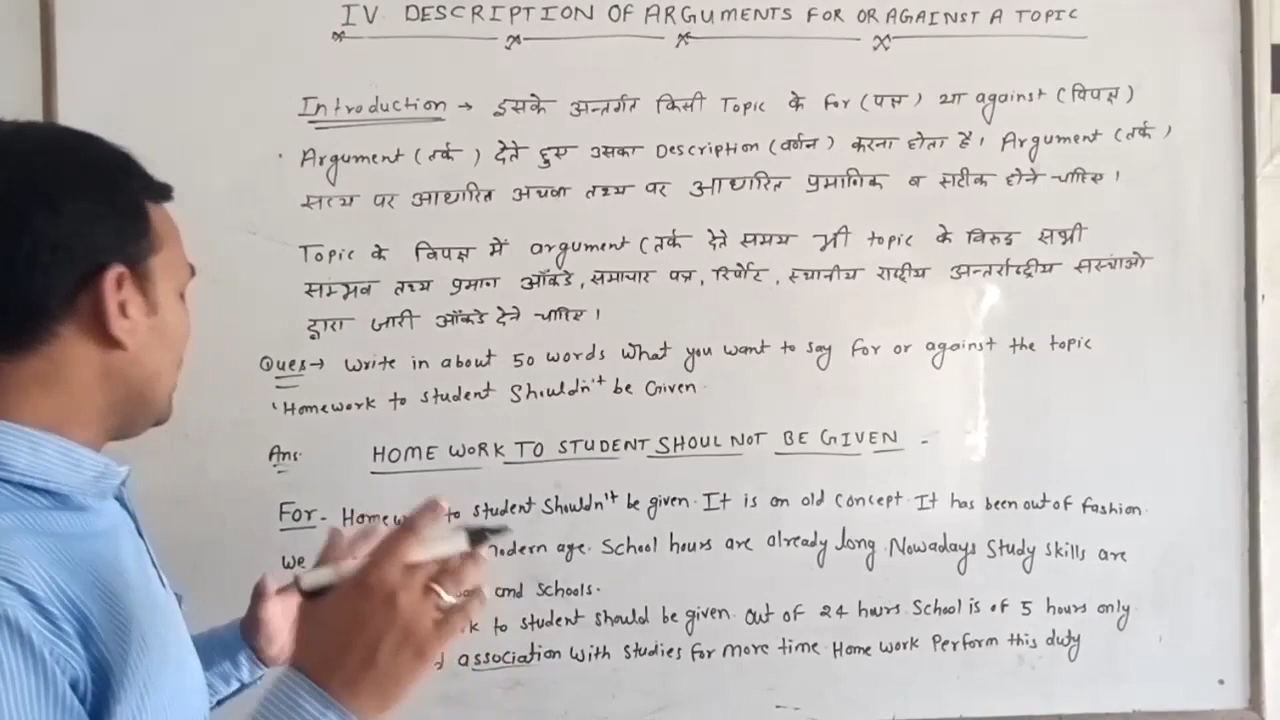 IV. DESCRIPTION OF ARGUMENTS FOR OR AGAINST A TOPIC
Introduction → इसके अन्तर्गत किसी Topic के For (पक्ष) या against (विपक्ष)
Argument (तर्क) देते हुए उसका Description (वर्णन) करना होता है। Argument (तर्क)
सत्य पर आधारित अथवा तथ्य पर आधारित प्रमाणिक व सटीक होने चाहिए।
Topic के विपक्ष में argument (तर्क देते समय भी topic के विरुद्ध सभी
सम्भव तथ्य प्रमाण आँकडे, समाचार पत्र, रिर्पोट, स्थानीय राष्ट्रीय अन्तर्राष्ट्रीय सस्थाओ
द्वारा जारी आँकडे देने चाहिए।
Ques → Write in about 50 words what you want to say for or against the topic
'Homework to student Shouldn't be Given.
Ans. HOME WORK TO STUDENT SHOUL NOT BE GIVEN -
For - Homew to student Shouldn't be given. It is an old concept. It has been out of fashion.
We modern age. School hours are already long. Nowadays Study skills are
and Schools.
k to student should be given. Out of 24 hours School is of 5 hours only
association with studies for more time. Home work Perform this duty